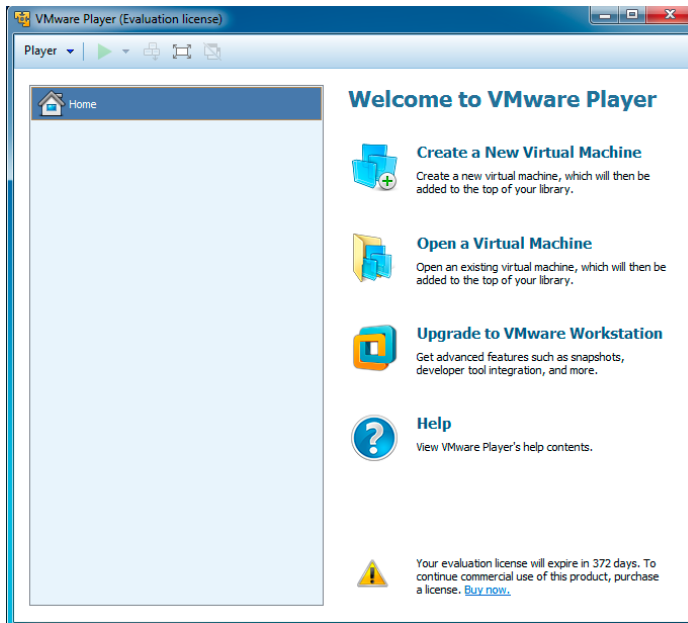 VMware Player (Evaluation license)
Player
Home
Welcome to VMware Player
Create a New Virtual Machine
Create a new virtual machine, which will then be
added to the top of your library.
Open a Virtual Machine
Open an existing virtual machine, which will then be
added to the top of your library.
Upgrade to VMware Workstation
Get advanced features such as snapshots,
developer tool integration, and more.
Help
View VMware Player's help contents.
Your evaluation license will expire in 372 days. To
continue commercial use of this product, purchase
a license. Buy now.